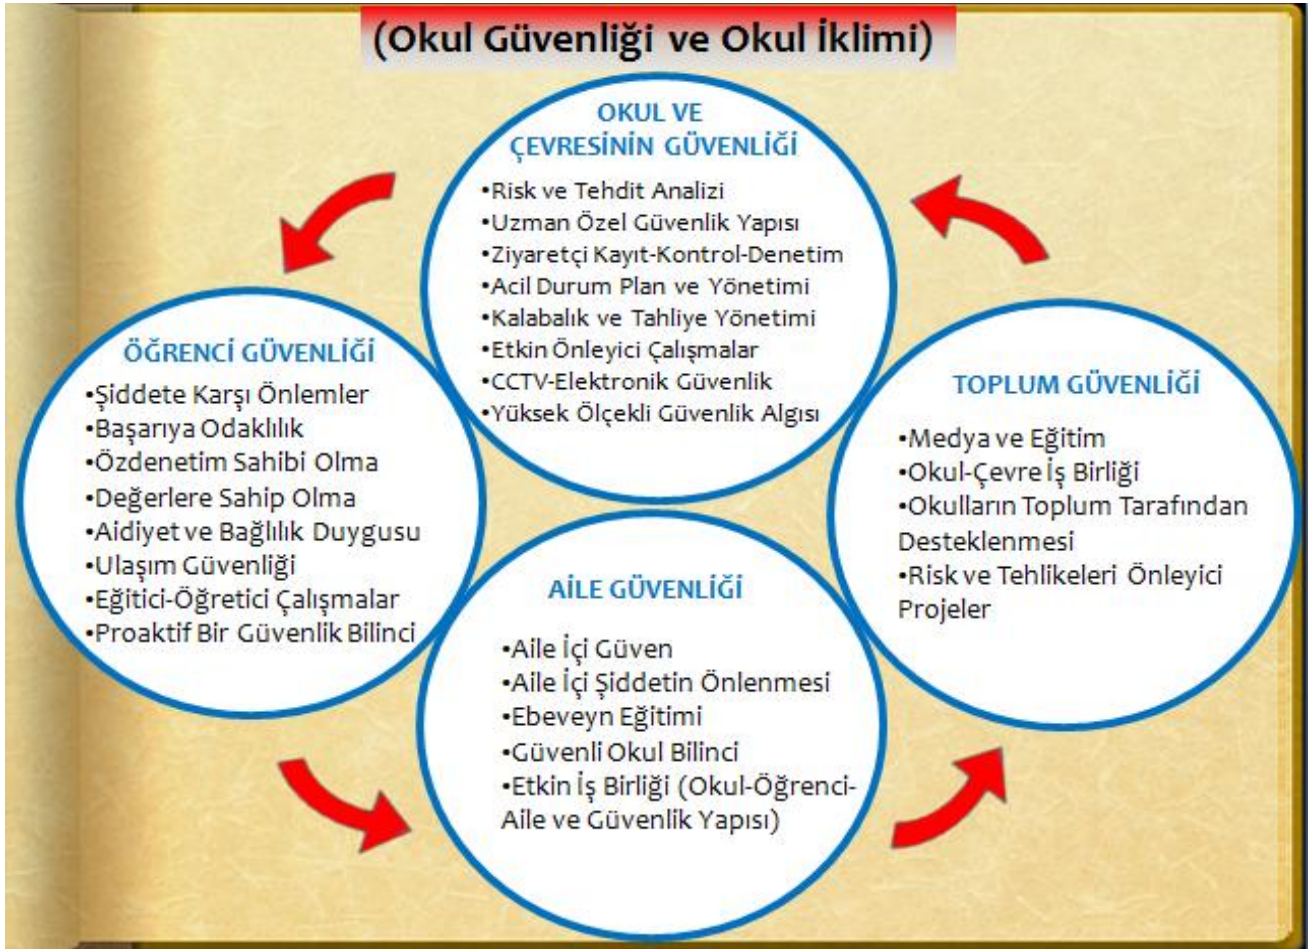 (Okul Güvenliği ve Okul İklimi)
OKUL VE
ÇEVRESİNİN GÜVENLİĞİ
•Risk ve Tehdit Analizi
•Uzman Özel Güvenlik Yapısı
•Ziyaretçi Kayıt-Kontrol-Denetim
•Acil Durum Plan ve Yönetimi
•Kalabalık ve Tahliye Yönetimi
•Etkin Önleyici Çalışmalar
•CCTV-Elektronik Güvenlik
•Yüksek Ölçekli Güvenlik Algısı
ÖĞRENCİ GÜVENLİĞİ
•Şiddete Karşı Önlemler
•Başarıya Odaklılık
•Özdenetim Sahibi Olma
•Değerlere Sahip Olma
•Aidiyet ve Bağlılık Duygusu
•Ulaşım Güvenliği
•Eğitici-Öğretici Çalışmalar
•Proaktif Bir Güvenlik Bilinci
AİLE GÜVENLİĞİ
•Aile İçi Güven
•Aile İçi Şiddetin Önlenmesi
•Ebeveyn Eğitimi
•Güvenli Okul Bilinci
•Etkin İş Birliği (Okul-Öğrenci-
Aile ve Güvenlik Yapısı)
TOPLUM GÜVENLİĞİ
•Medya ve Eğitim
•Okul-Çevre İş Birliği
•Okulların Toplum Tarafından
Desteklenmesi
•Risk ve Tehlikeleri Önleyici
Projeler